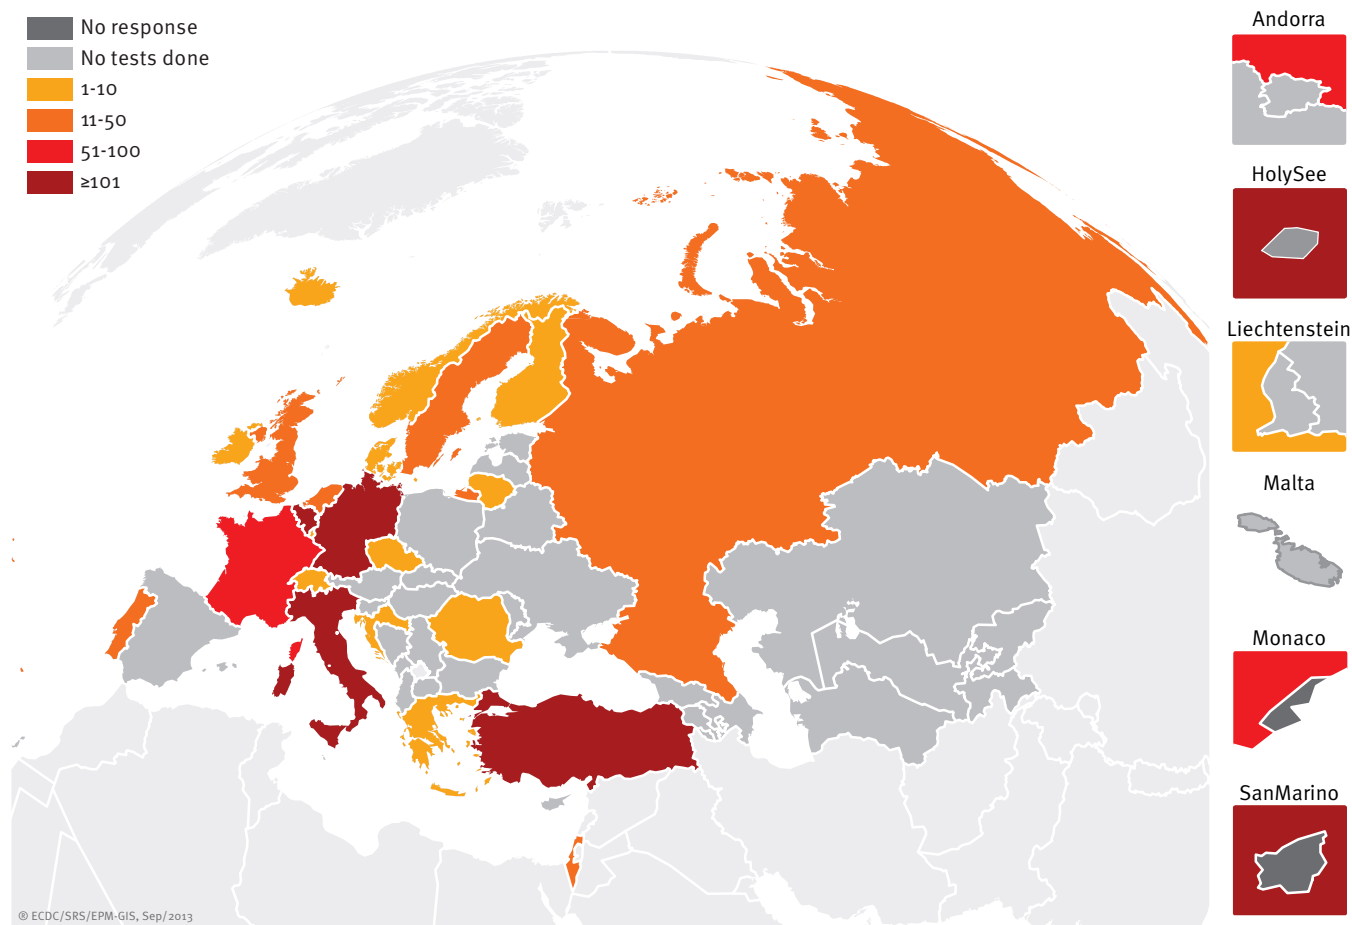 No response
No tests done
1-10
11-50
51-100
≥101
Andorra
HolySee
Liechtenstein
Malta
Monaco
SanMarino
® ECDC/SRS/EPM-GIS, Sep/2013